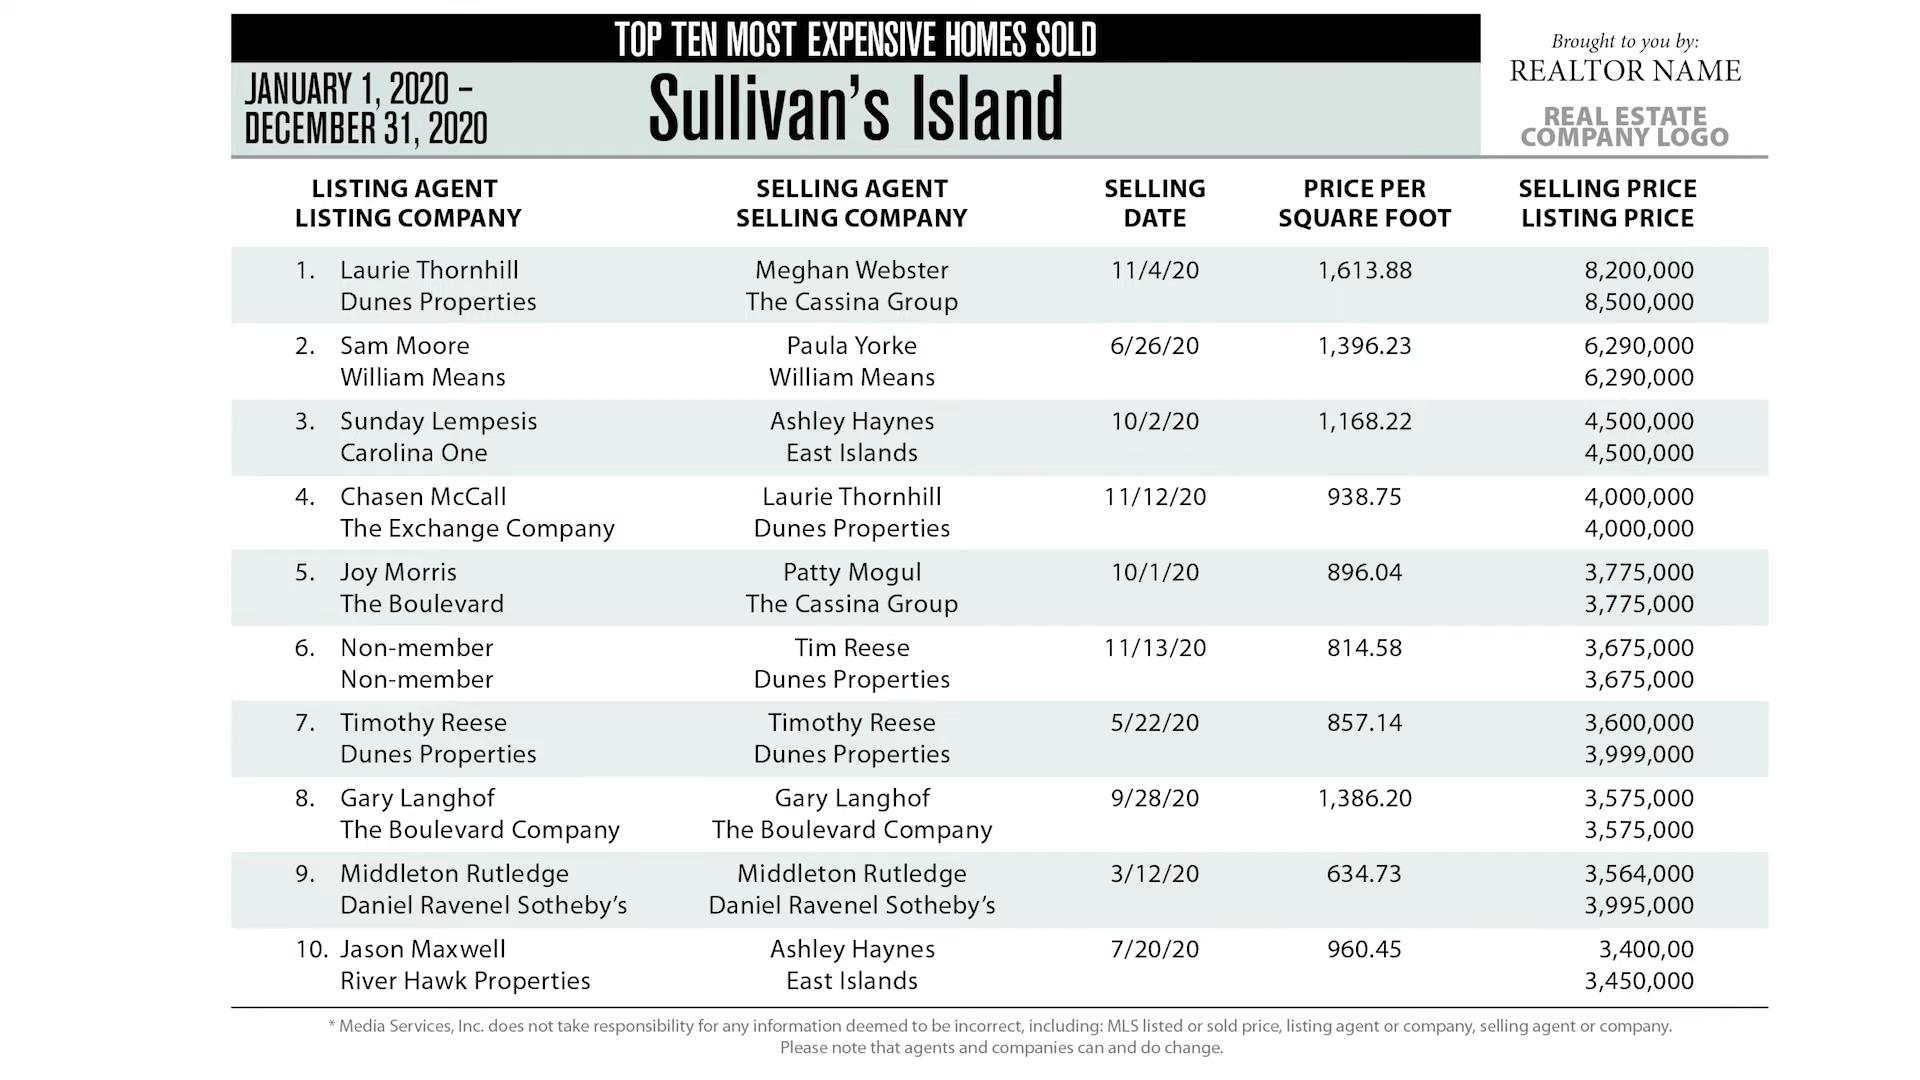 TOP TEN MOST EXPENSIVE HOMES SOLD
JANUARY 1, 2020 –
DECEMBER 31, 2020
Sullivan’s Island
Brought to you by:
REALTOR NAME
REAL ESTATE
COMPANY LOGO
LISTING AGENT SELLING AGENT SELLING PRICE PER SELLING PRICE
LISTING COMPANY SELLING COMPANY DATE SQUARE FOOT LISTING PRICE
1. Laurie Thornhill Meghan Webster 11/4/20 1,613.88 8,200,000
Dunes Properties The Cassina Group 8,500,000
2. Sam Moore Paula Yorke 6/26/20 1,396.23 6,290,000
William Means William Means 6,290,000
3. Sunday Lempesis Ashley Haynes 10/2/20 1,168.22 4,500,000
Carolina One East Islands 4,500,000
4. Chasen McCall Laurie Thornhill 11/12/20 938.75 4,000,000
The Exchange Company Dunes Properties 4,000,000
5. Joy Morris Patty Mogul 10/1/20 896.04 3,775,000
The Boulevard The Cassina Group 3,775,000
6. Non-member Tim Reese 11/13/20 814.58 3,675,000
Non-member Dunes Properties 3,675,000
7. Timothy Reese Timothy Reese 5/22/20 857.14 3,600,000
Dunes Properties Dunes Properties 3,999,000
8. Gary Langhof Gary Langhof 9/28/20 1,386.20 3,575,000
The Boulevard Company The Boulevard Company 3,575,000
9. Middleton Rutledge Middleton Rutledge 3/12/20 634.73 3,564,000
Daniel Ravenel Sotheby’s Daniel Ravenel Sotheby’s 3,995,000
10. Jason Maxwell Ashley Haynes 7/20/20 960.45 3,400,00
River Hawk Properties East Islands 3,450,000
* Media Services, Inc. does not take responsibility for any information deemed to be incorrect, including: MLS listed or sold price, listing agent or company, selling agent or company.
Please note that agents and companies can and do change.